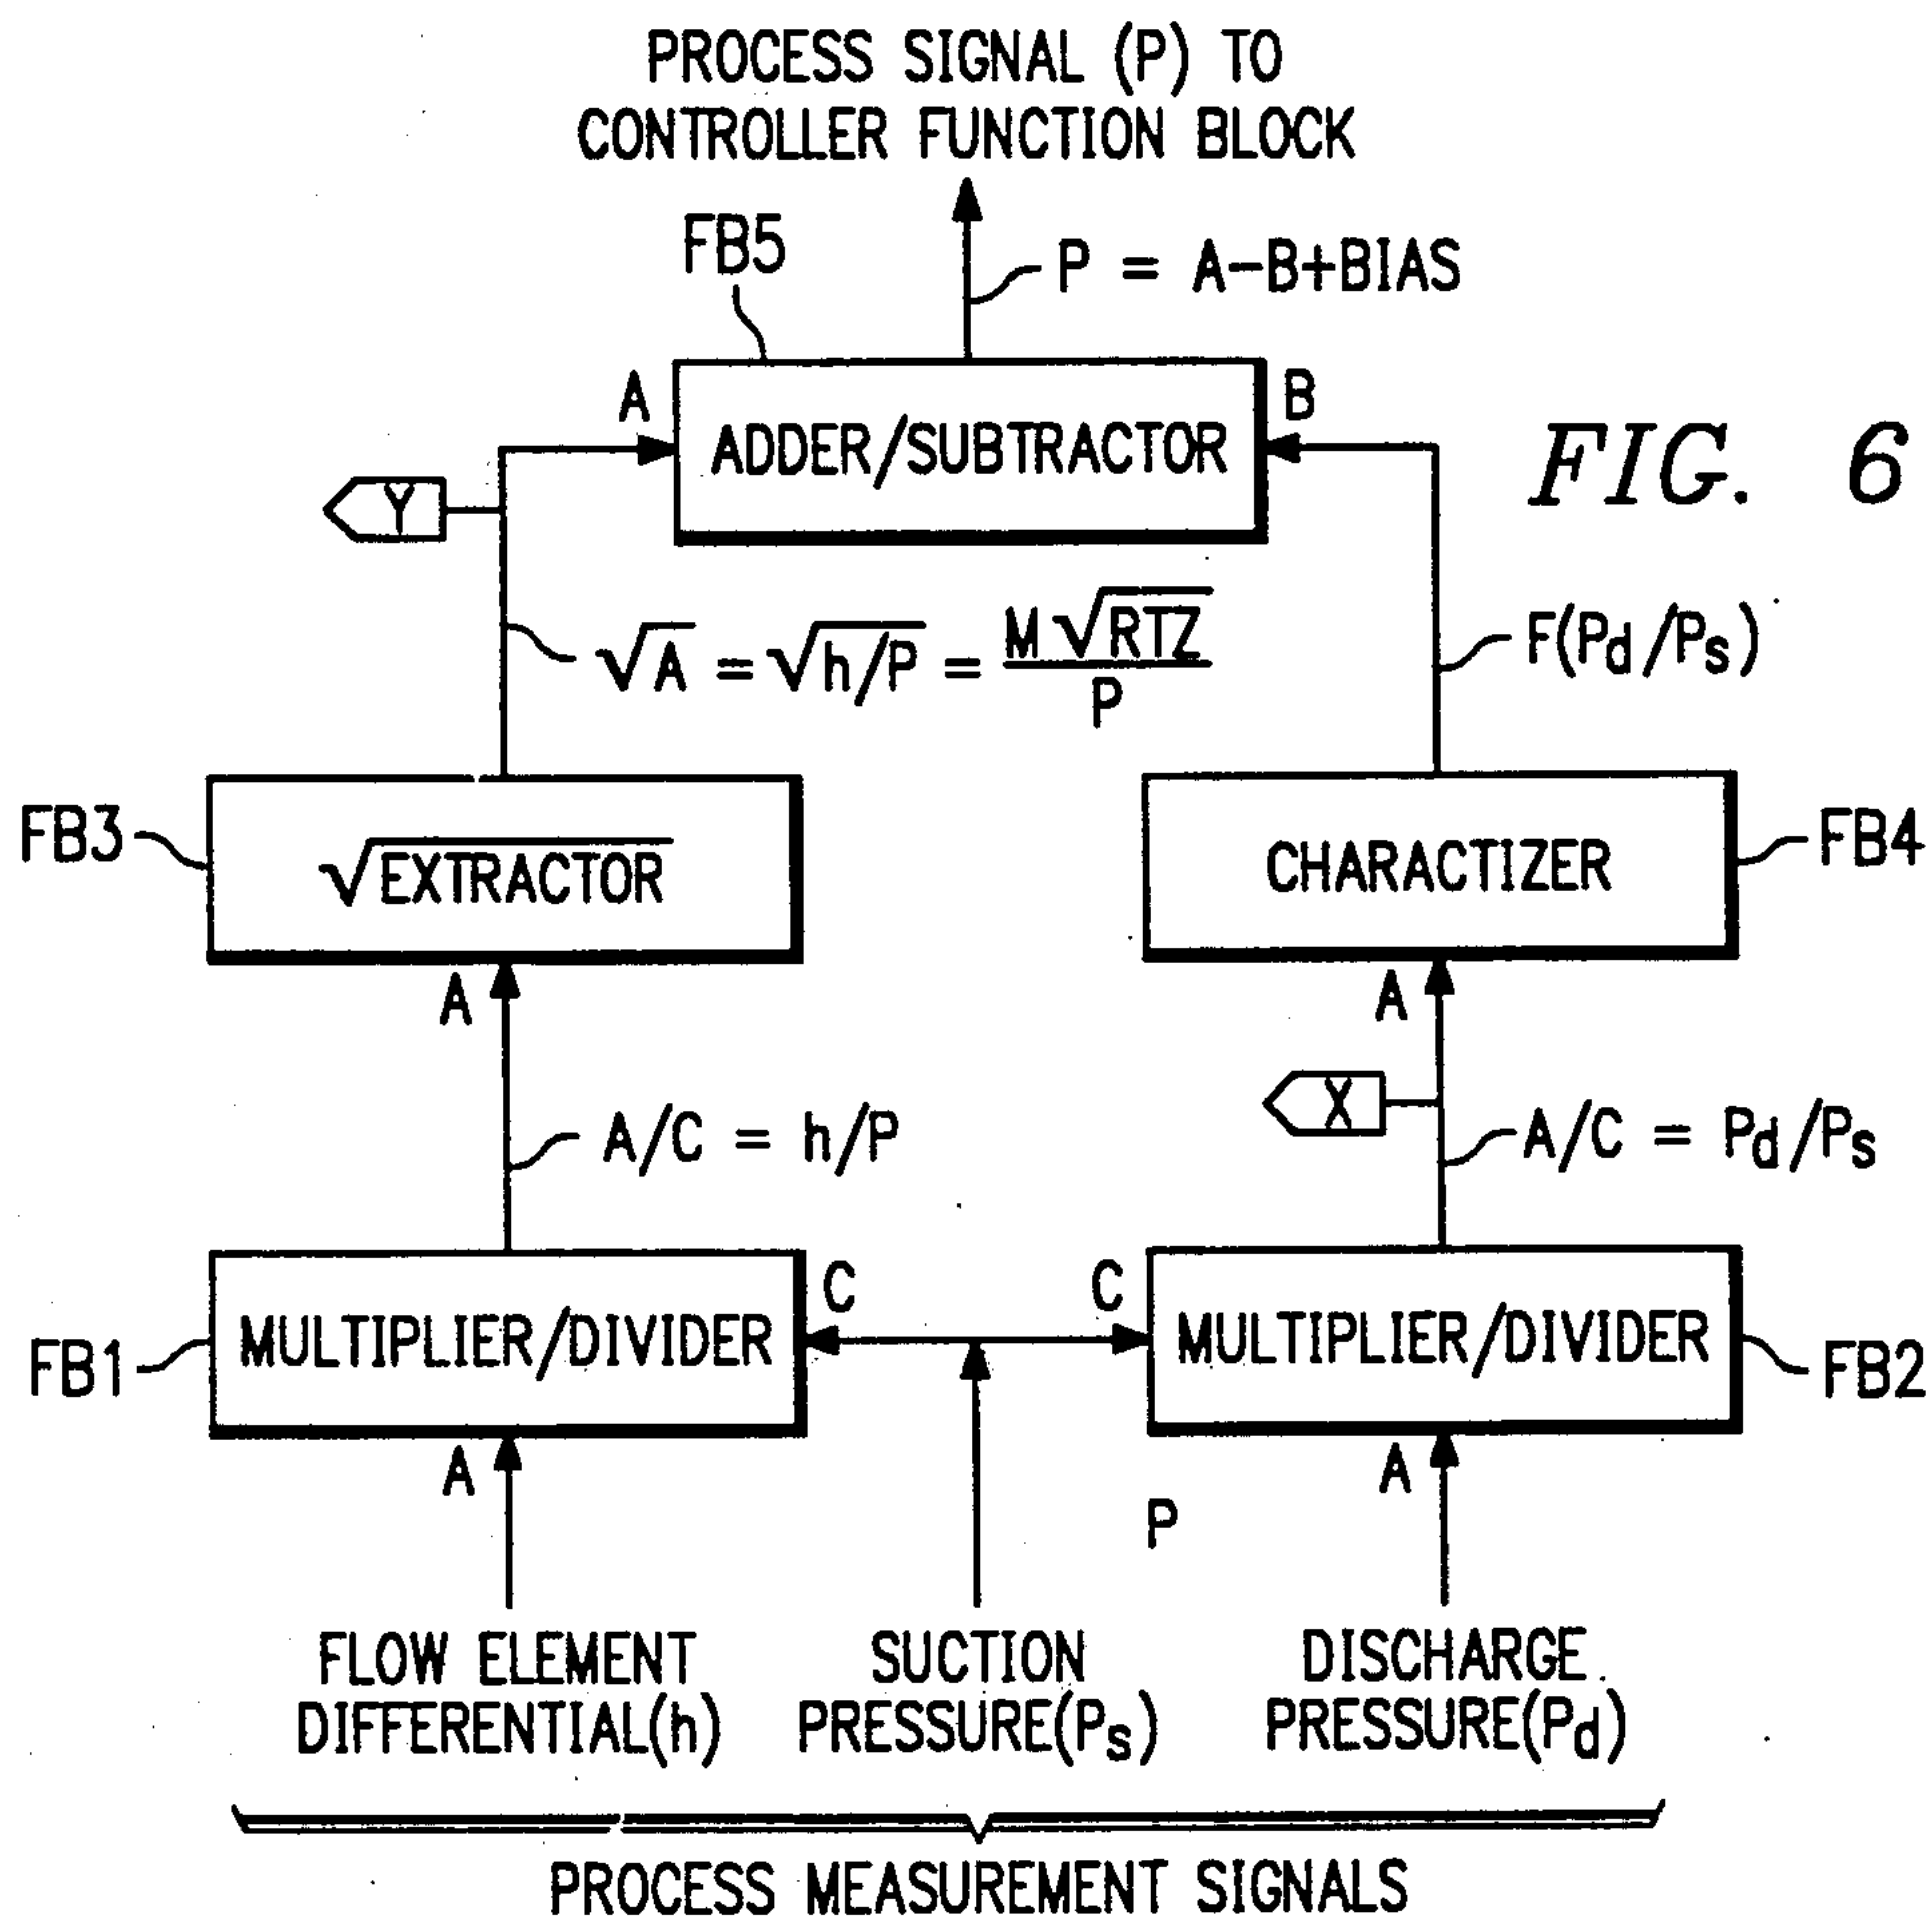 PROCESS SIGNAL (P) TO
CONTROLLER FUNCTION BLOCK
FB5
P = A-B+BIAS
A
B
ADDER/SUBTRACTOR
FIG. 6
Y
√A = √h/P = M√RTZ/P
F(Pd/Ps)
FB3
√EXTRACTOR
CHARACTIZER
FB4
A
A
X
A/C = h/P
A/C = Pd/Ps
C
C
FB1
MULTIPLIER/DIVIDER
MULTIPLIER/DIVIDER
FB2
A
A
P
FLOW ELEMENT
DIFFERENTIAL(h)
SUCTION
PRESSURE(Ps)
DISCHARGE
PRESSURE(Pd)
PROCESS MEASUREMENT SIGNALS